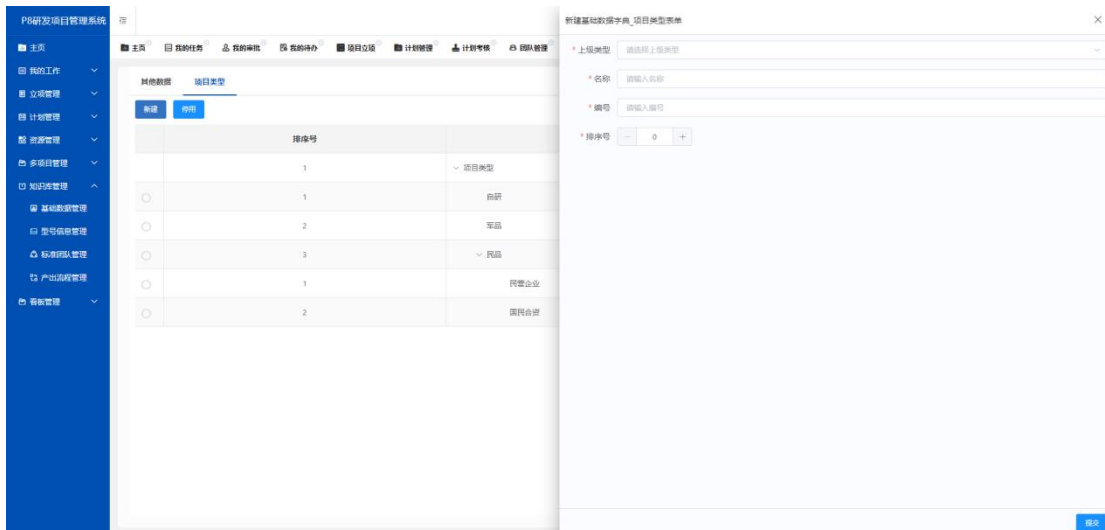 P8研发项目管理系统
主页
我的工作
立项管理
计划管理
资源管理
多项目管理
知识库管理
基础数据管理
型号信息管理
标准团队管理
产出流程管理
看板管理
主页 我的任务 我的审批 我的待办 项目立项 计划管理 计划考核 团队管理
其他数据 项目类型
新建 停用
排序号
1 项目类型
1 自研
2 军品
3 民品
1 民营企业
2 国民合资
新建基础数据字典_项目类型表单
* 上级类型 请选择上级类型
* 名称 请输入名称
* 编号 请输入编号
* 排序号 − 0 +
提交